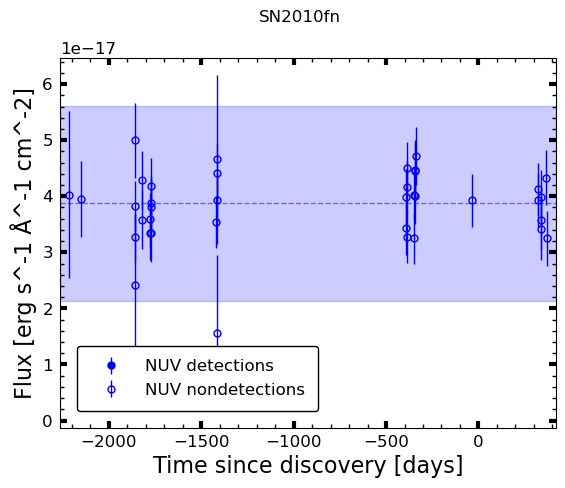 SN2010fn
1e−17
6
5
4
3
2
1
0
Flux [erg s^-1 Å^-1 cm^-2]
NUV detections
NUV nondetections
−2000 −1500 −1000 −500 0
Time since discovery [days]